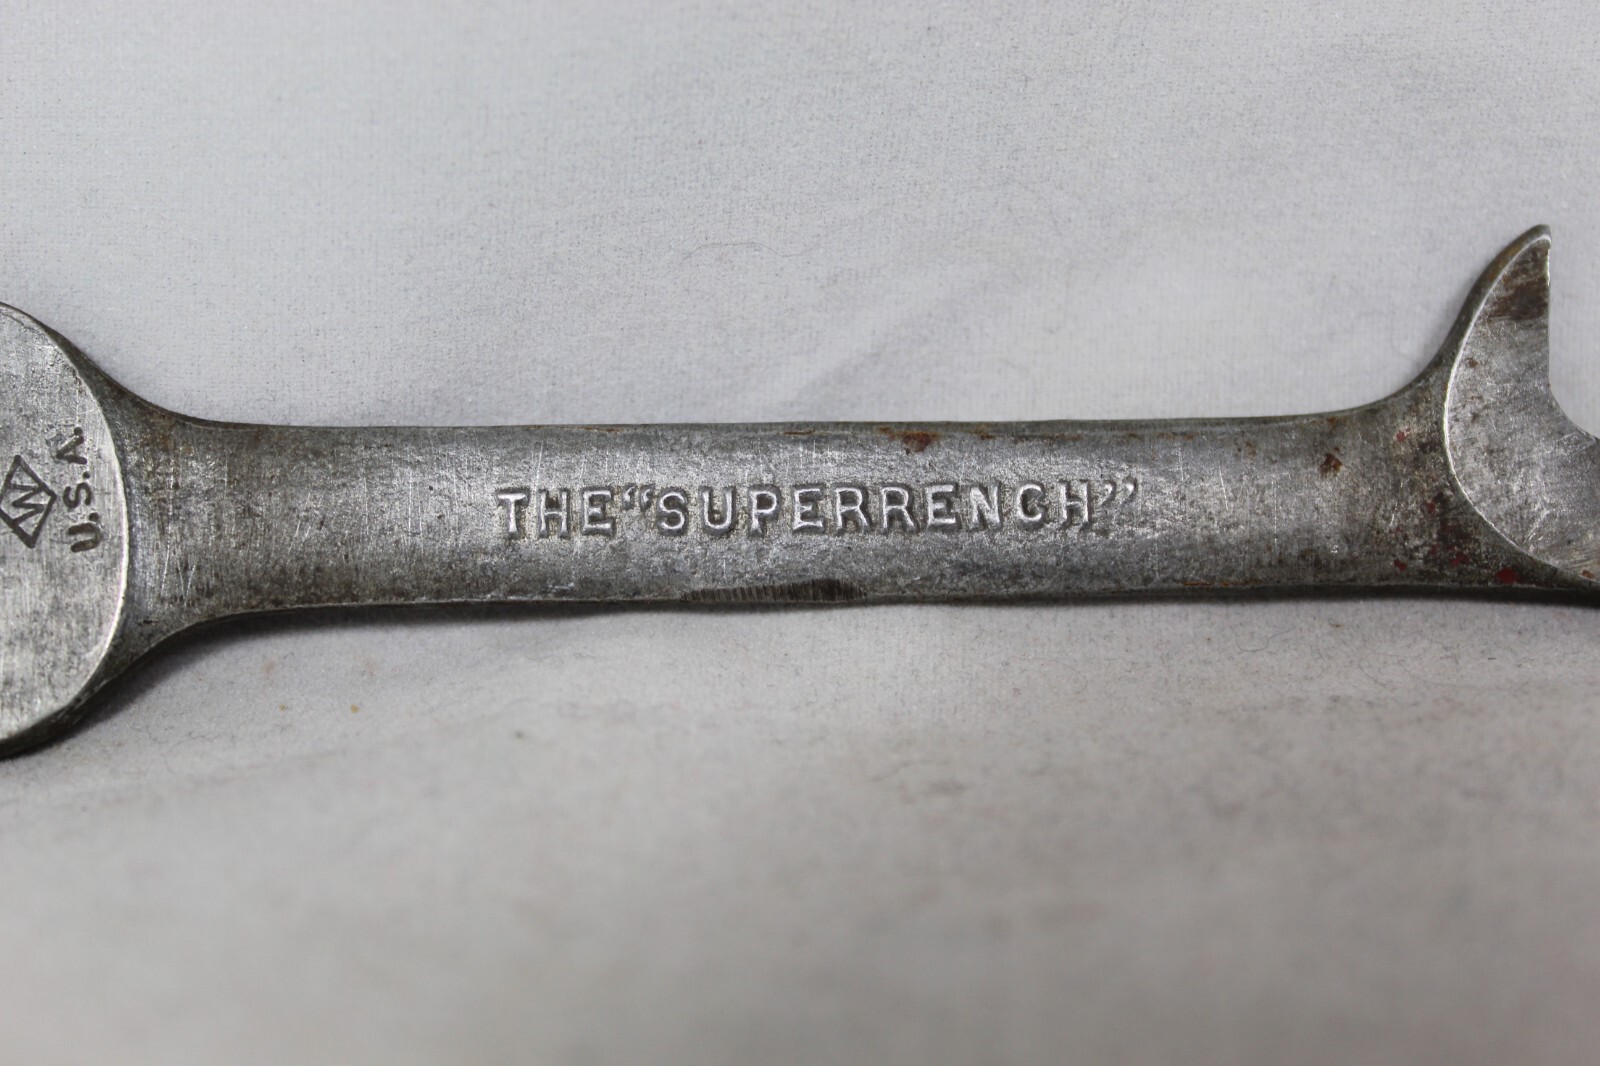 W
U.S.A.
THE "SUPERRENCH"